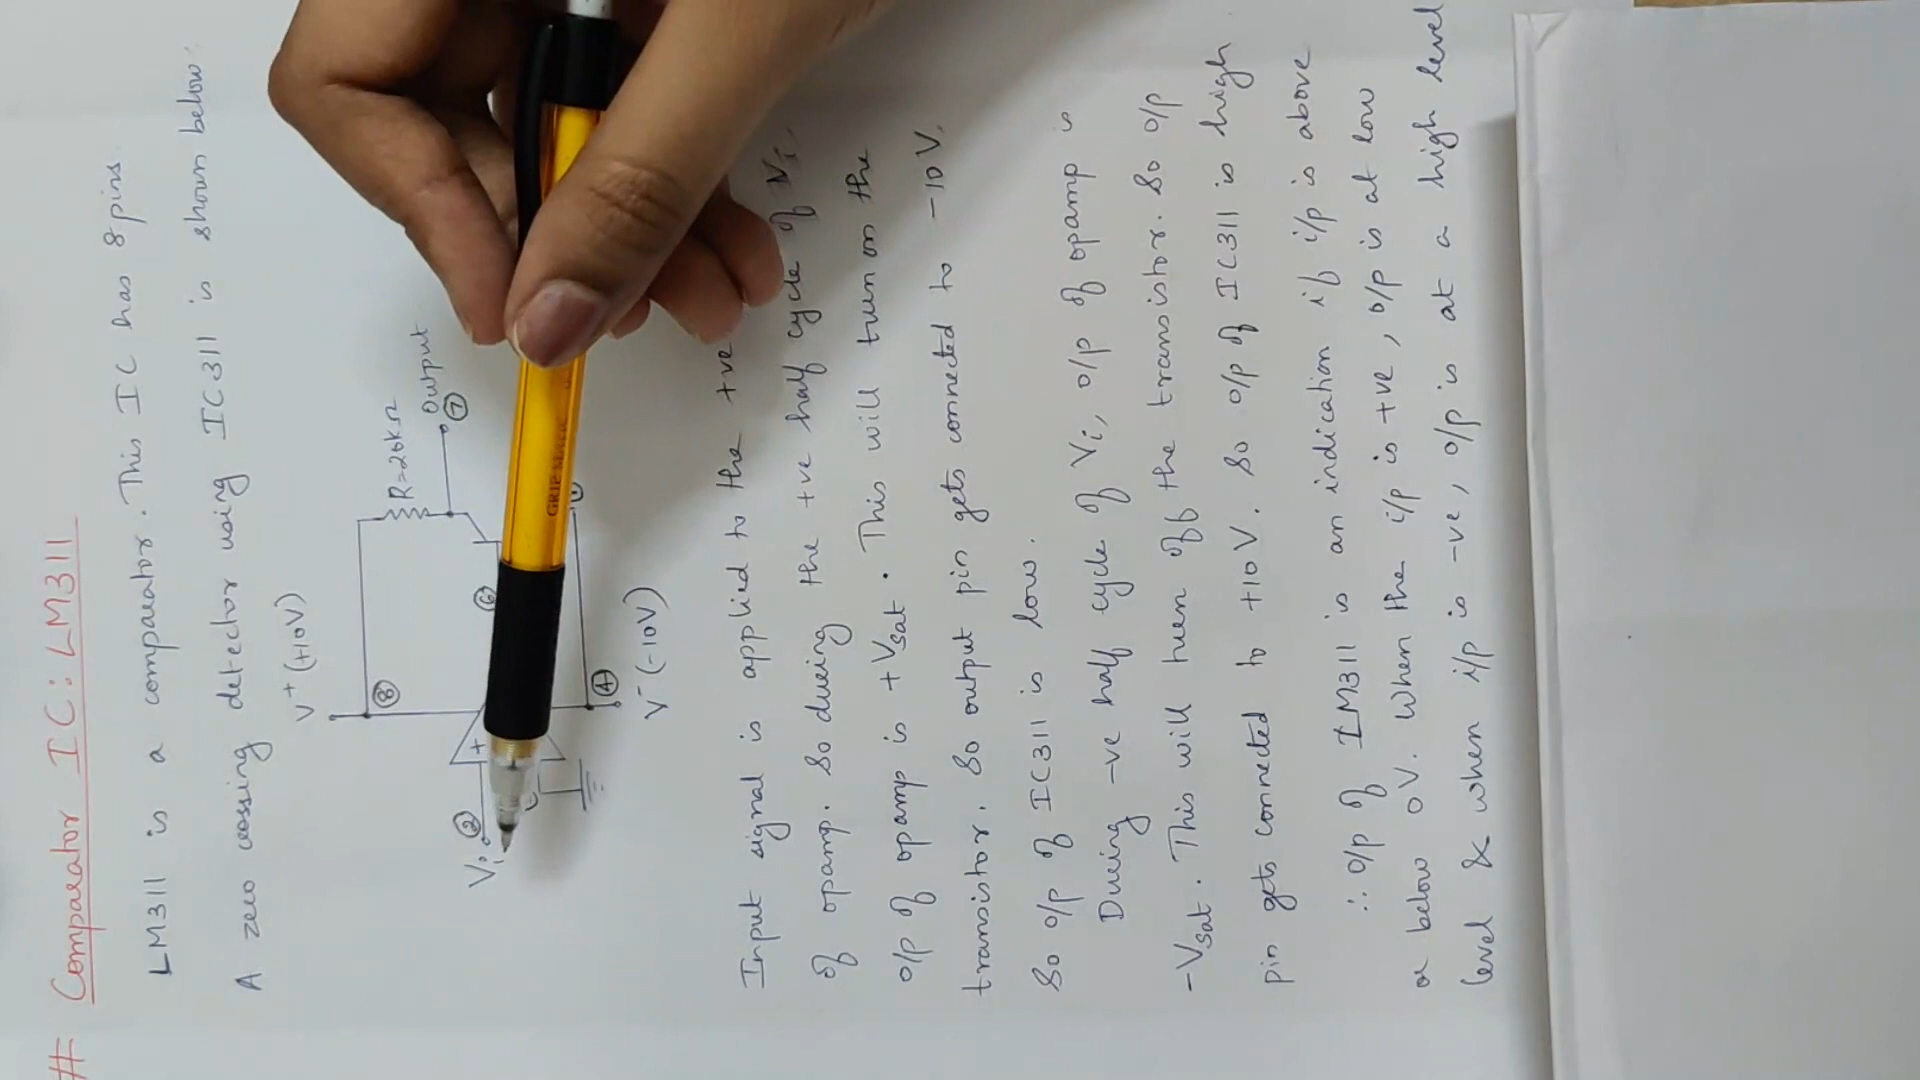 # Comparator IC: LM311
LM311 is a comparator. This IC has 8 pins.
A zero crossing detector using IC311 is shown below.
V+ (+10V)
8
R=20kΩ
Output
7
6
1
Vi
2
+
4
V- (-10V)
GRIP
Input signal is applied to the +ve
of opamp. So during the +ve half cycle of Vi,
o/p of opamp is +Vsat. This will turn on the
transistor. So output pin gets connected to -10V.
So o/p of IC311 is low.
During -ve half cycle of Vi, o/p of opamp is
-Vsat. This will turn off the transistor. So o/p
pin gets connected to +10V. So o/p of IC311 is high
∴ o/p of LM311 is an indication if i/p is above
or below 0V. When the i/p is +ve, o/p is at low
level & when i/p is -ve, o/p is at a high level